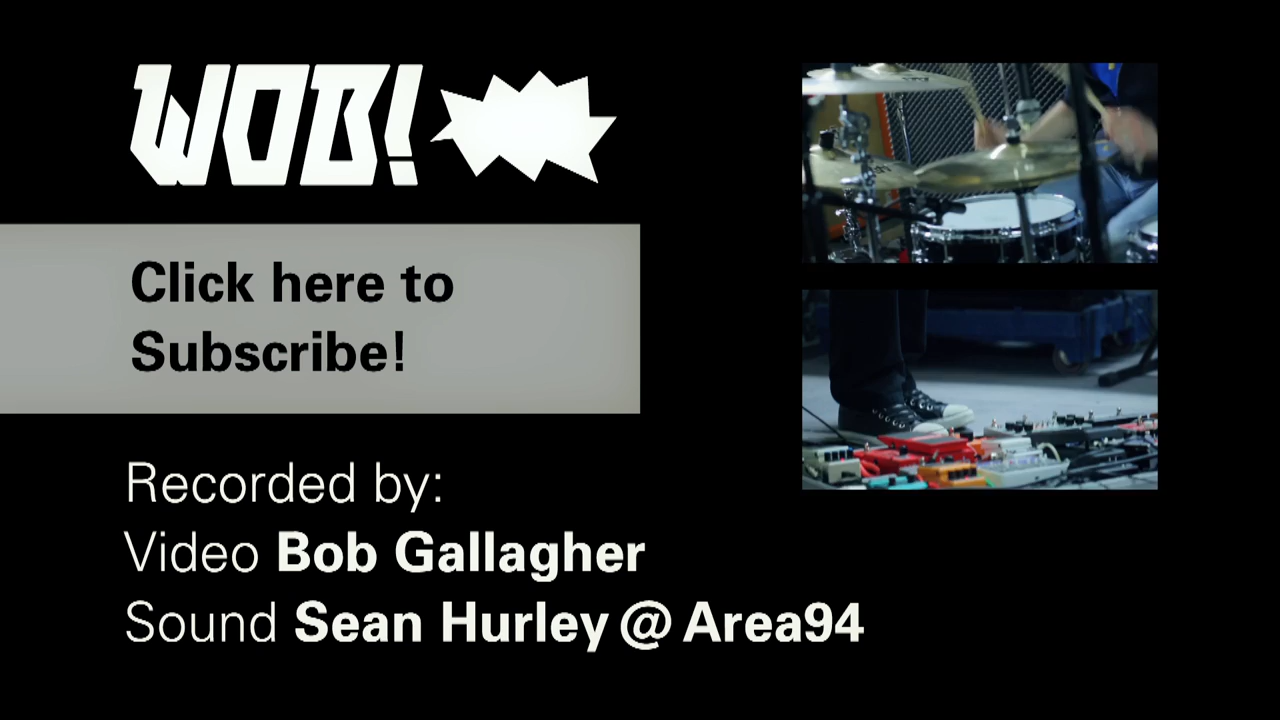 WOB!
Click here to
Subscribe!
Recorded by:
Video Bob Gallagher
Sound Sean Hurley @ Area94